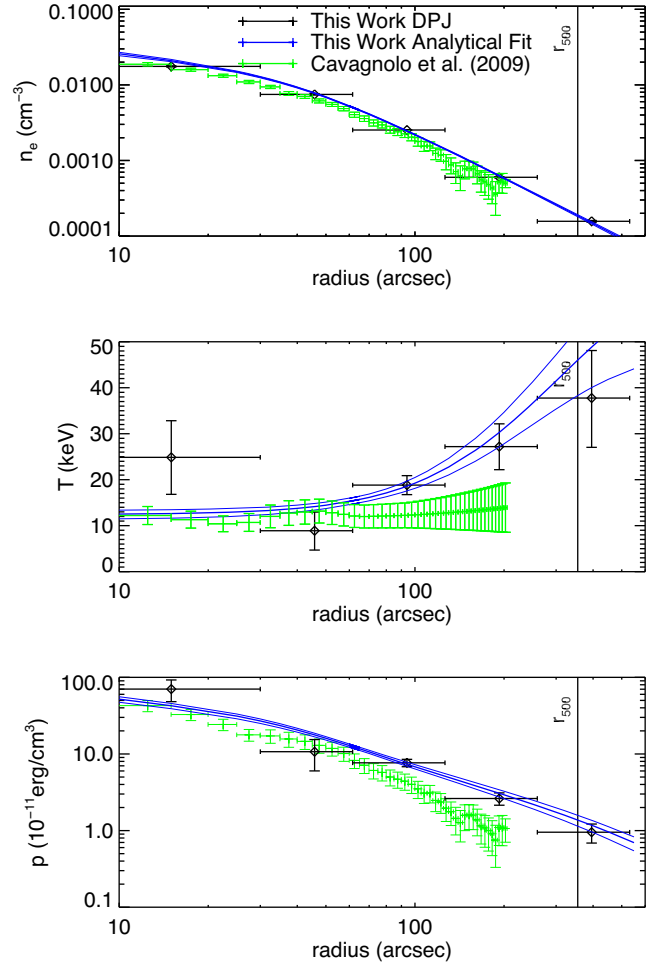 This Work DPJ
This Work Analytical Fit
Cavagnolo et al. (2009)
r500
0.1000
0.0100
0.0010
0.0001
nₑ (cm⁻³)
10
100
radius (arcsec)
r500
50
40
30
20
10
0
T (keV)
10
100
radius (arcsec)
r500
100.0
10.0
1.0
0.1
p (10⁻¹¹erg/cm³)
10
100
radius (arcsec)